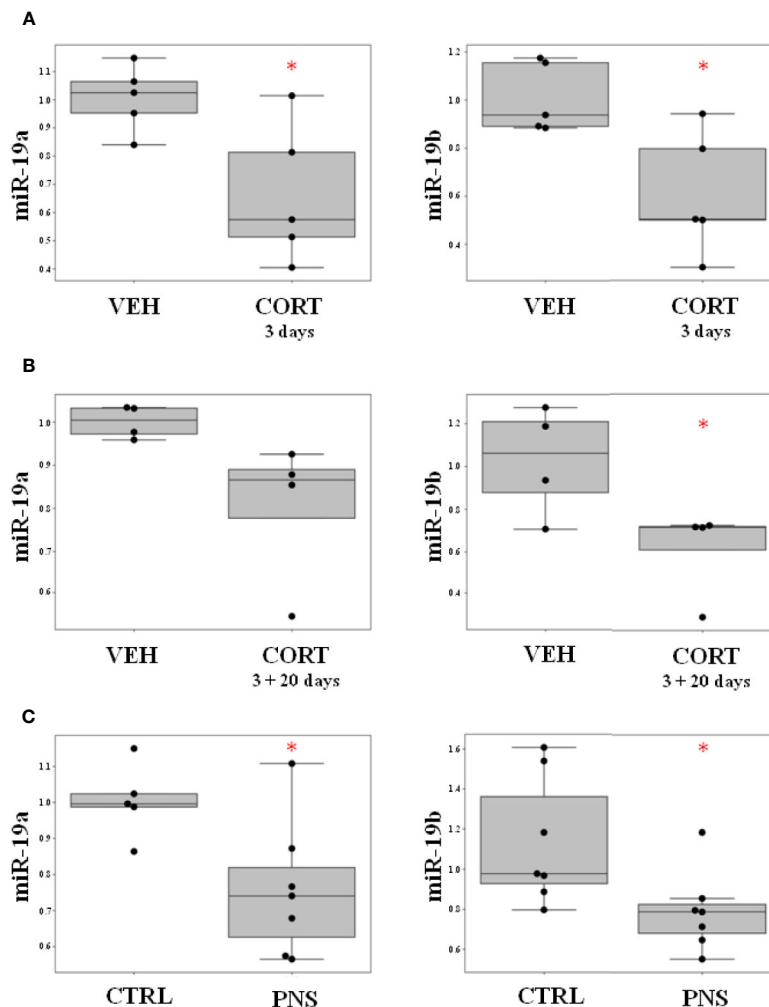 A
miR-19a
1.1
1.0
0.9
0.8
0.7
0.6
0.5
0.4
VEH
CORT
3 days
*
miR-19b
1.2
1.0
0.8
0.6
0.4
VEH
CORT
3 days
*
B
miR-19a
1.0
0.9
0.8
0.7
0.6
VEH
CORT
3 + 20 days
miR-19b
1.2
1.0
0.8
0.6
0.4
VEH
CORT
3 + 20 days
*
C
miR-19a
1.1
1.0
0.9
0.8
0.7
0.6
CTRL
PNS
*
miR-19b
1.6
1.4
1.2
1.0
0.8
0.6
CTRL
PNS
*